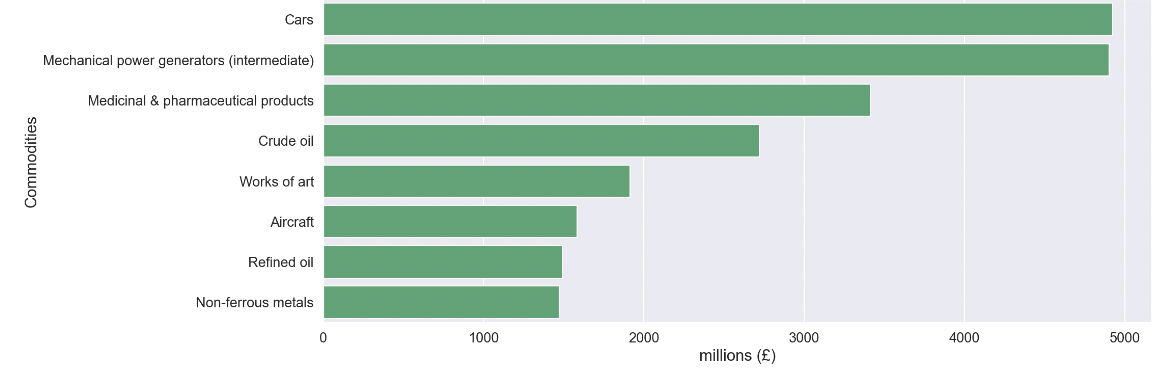 Commodities
Cars
Mechanical power generators (intermediate)
Medicinal & pharmaceutical products
Crude oil
Works of art
Aircraft
Refined oil
Non-ferrous metals
0 1000 2000 3000 4000 5000
millions (£)